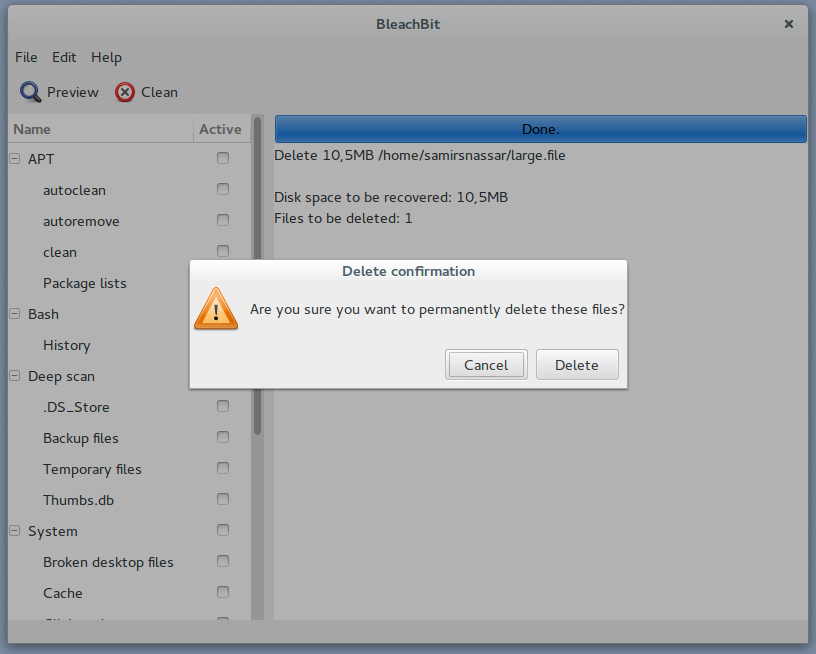 BleachBit
File Edit Help
Preview Clean
Name Active
APT
autoclean
autoremove
clean
Package lists
Bash
History
Deep scan
.DS_Store
Backup files
Temporary files
Thumbs.db
System
Broken desktop files
Cache
Done.
Delete 10,5MB /home/samirsnassar/large.file
Disk space to be recovered: 10,5MB
Files to be deleted: 1
Delete confirmation
Are you sure you want to permanently delete these files?
Cancel Delete